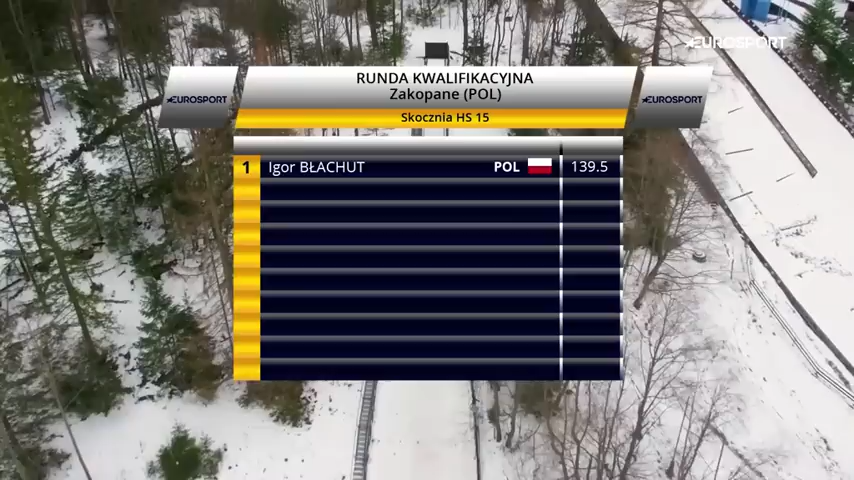 EUROSPORT
RUNDA KWALIFIKACYJNA
Zakopane (POL)
EUROSPORT
EUROSPORT
Skocznia HS 15
1 Igor BŁACHUT POL 139.5